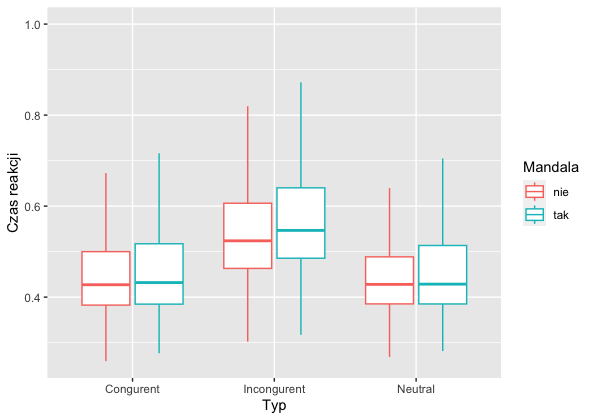 1.0
0.8
0.6
0.4
Czas reakcji
Congurent
Incongurent
Neutral
Typ
Mandala
nie
tak